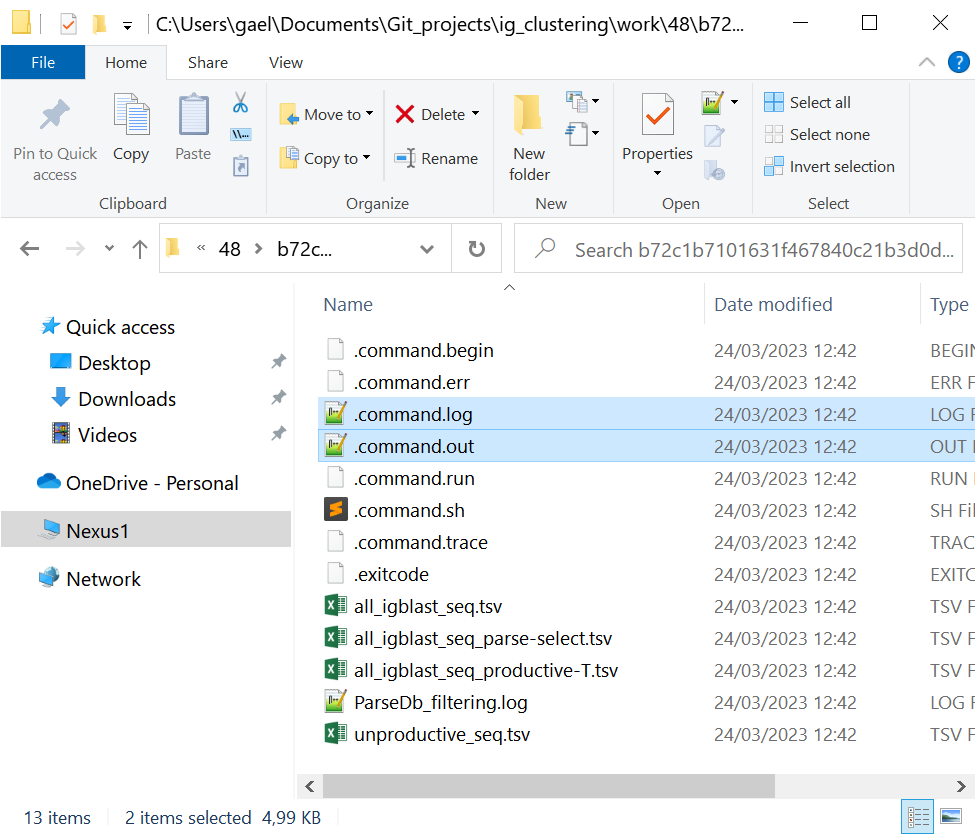 C:\Users\gael\Documents\Git_projects\ig_clustering\work\48\b72...
File Home Share View
Pin to Quick access
Copy
Paste
Move to
Copy to
Delete
Rename
New folder
Properties
Select all
Select none
Invert selection
Clipboard Organize New Open Select
« 48 > b72c... Search b72c1b7101631f467840c21b3d0d...
Quick access
Desktop
Downloads
Videos
OneDrive - Personal
Nexus1
Network
Name Date modified Type
.command.begin 24/03/2023 12:42 BEGIN
.command.err 24/03/2023 12:42 ERR F
.command.log 24/03/2023 12:42 LOG F
.command.out 24/03/2023 12:42 OUT
.command.run 24/03/2023 12:42 RUN
.command.sh 24/03/2023 12:42 SH Fil
.command.trace 24/03/2023 12:42 TRAC
.exitcode 24/03/2023 12:42 EXITC
all_igblast_seq.tsv 24/03/2023 12:42 TSV F
all_igblast_seq_parse-select.tsv 24/03/2023 12:42 TSV F
all_igblast_seq_productive-T.tsv 24/03/2023 12:42 TSV F
ParseDb_filtering.log 24/03/2023 12:42 LOG F
unproductive_seq.tsv 24/03/2023 12:42 TSV F
13 items 2 items selected 4,99 KB